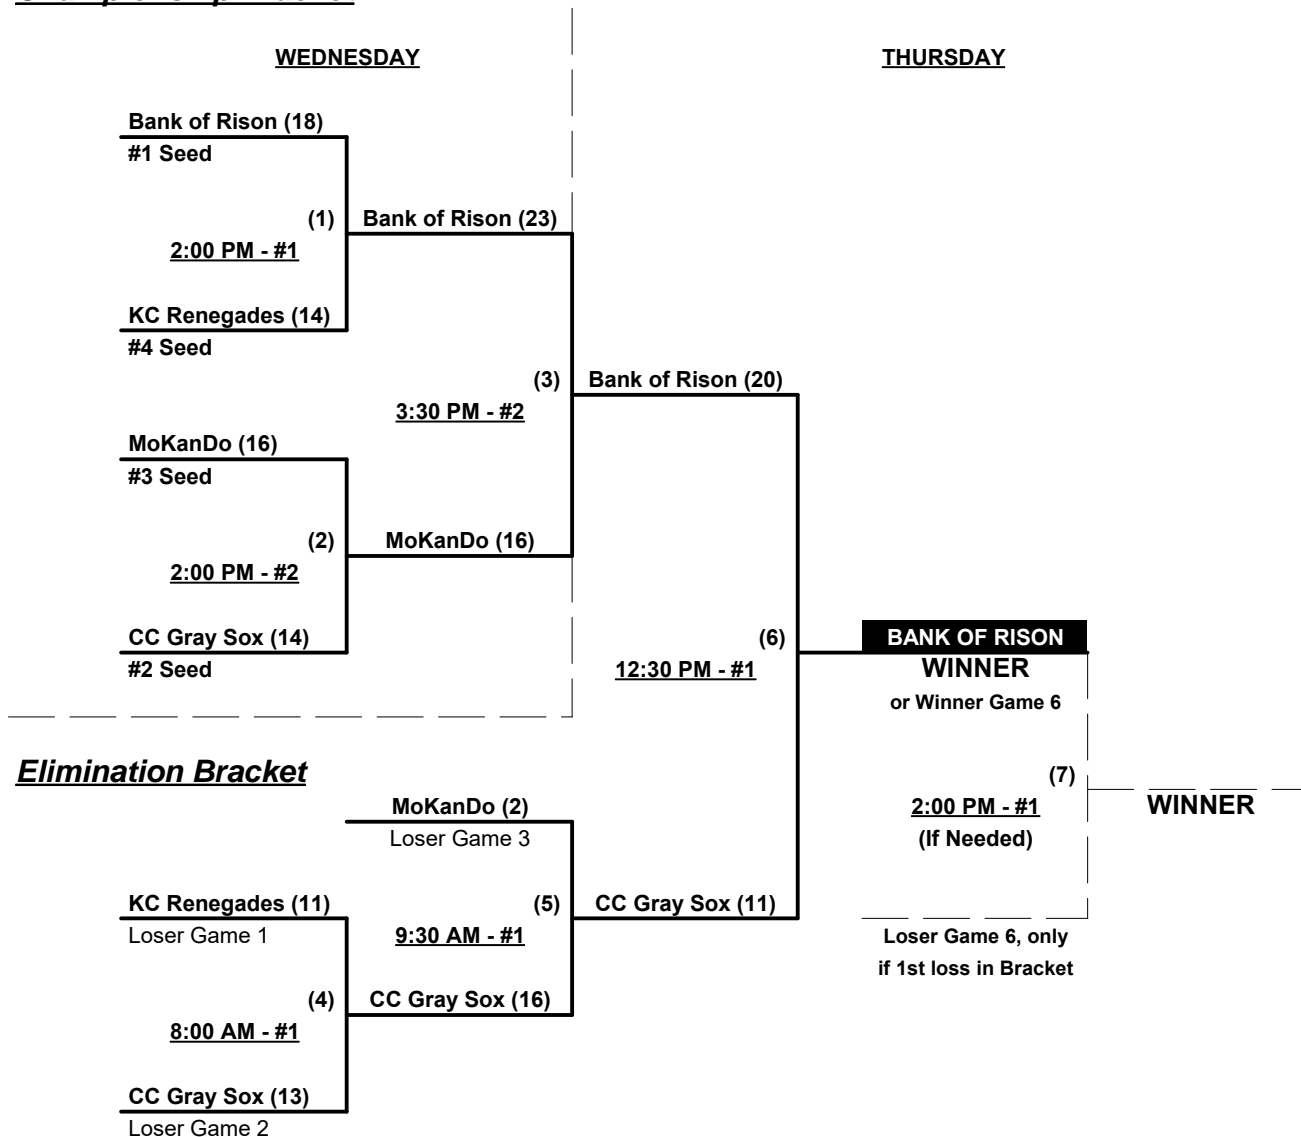 WEDNESDAY
THURSDAY
Bank of Rison (18)
#1 Seed
(1)
Bank of Rison (23)
2:00 PM - #1
KC Renegades (14)
#4 Seed
(3)
Bank of Rison (20)
3:30 PM - #2
MoKanDo (16)
#3 Seed
(2)
MoKanDo (16)
2:00 PM - #2
CC Gray Sox (14)
#2 Seed
(6)
12:30 PM - #1
BANK OF RISON
WINNER
or Winner Game 6
Elimination Bracket
(7)
2:00 PM - #1
(If Needed)
WINNER
MoKanDo (2)
Loser Game 3
KC Renegades (11)
Loser Game 1
(5)
CC Gray Sox (11)
9:30 AM - #1
Loser Game 6, only
if 1st loss in Bracket
(4)
CC Gray Sox (16)
8:00 AM - #1
CC Gray Sox (13)
Loser Game 2